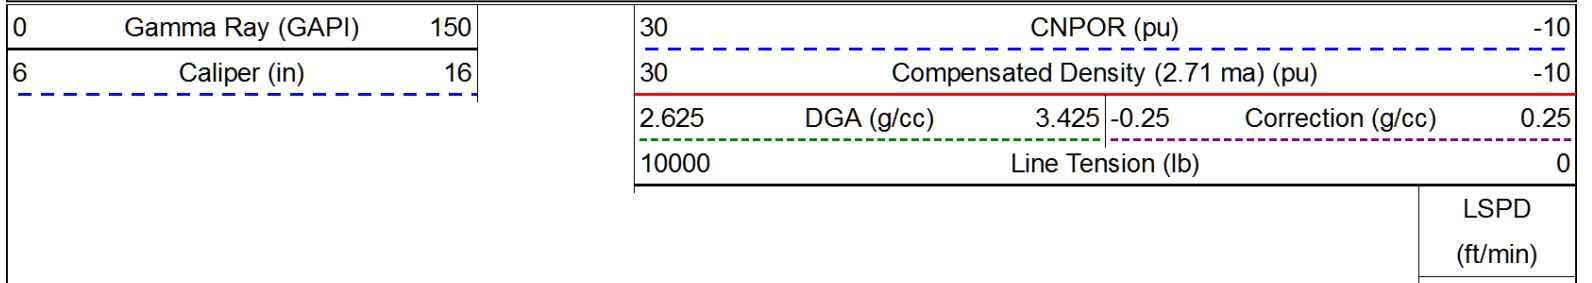 0 Gamma Ray (GAPI) 150 30 CNPOR (pu) -10
6 Caliper (in) 16 30 Compensated Density (2.71 ma) (pu) -10
2.625 DGA (g/cc) 3.425 -0.25 Correction (g/cc) 0.25
10000 Line Tension (lb) 0
LSPD
(ft/min)